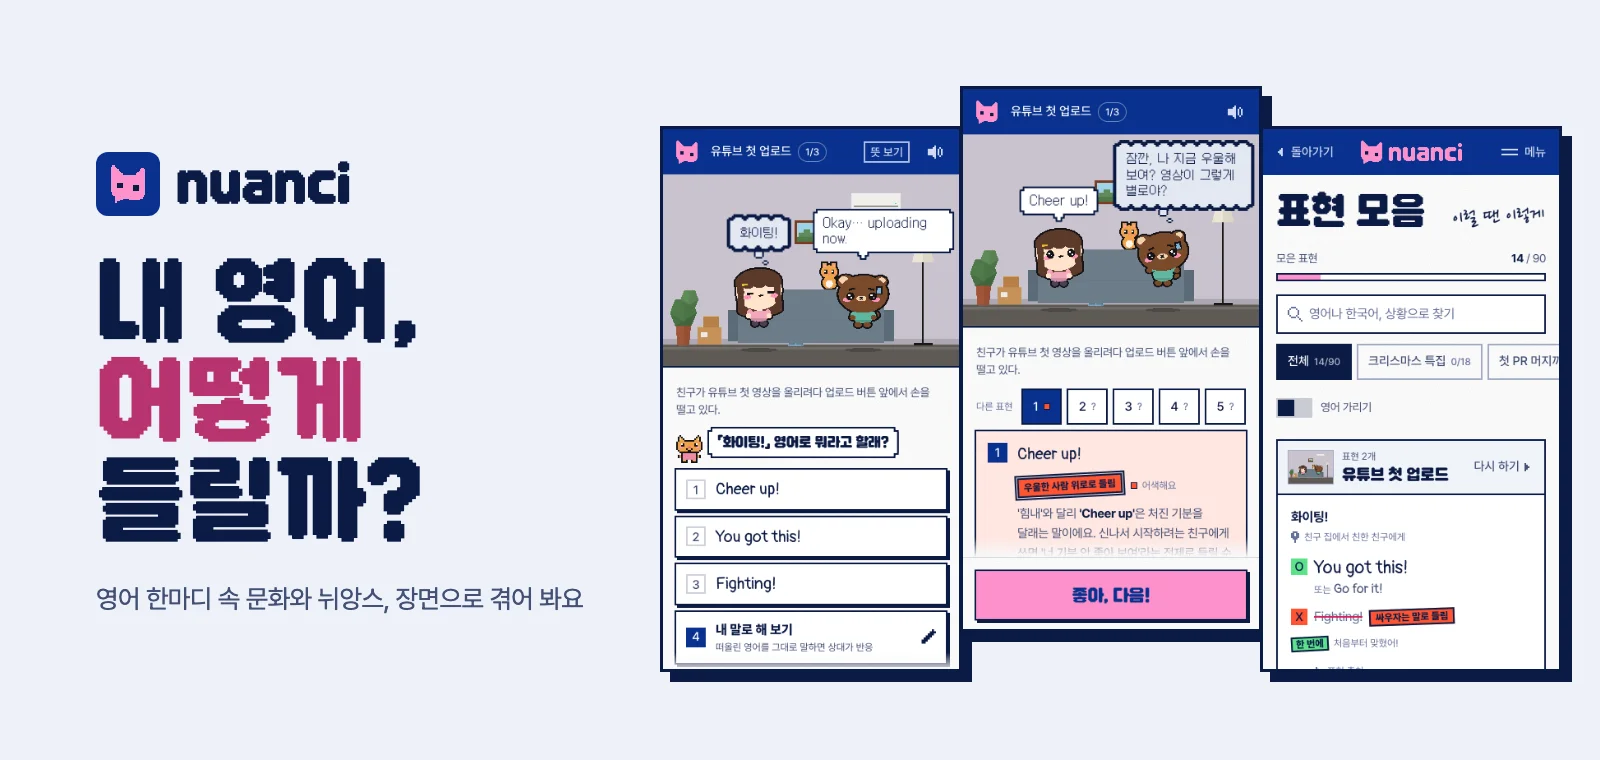 nuanci
내 영어,
어떻게
들릴까?
영어 한마디 속 문화와 뉘앙스, 장면으로 겪어 봐요
유튜브 첫 업로드 1/3 뜻 보기
화이팅!
Okay… uploading
now.
친구가 유튜브 첫 영상을 올리려다 업로드 버튼 앞에서 손을
떨고 있다.
「화이팅!」 영어로 뭐라고 할래?
1 Cheer up!
2 You got this!
3 Fighting!
4 내 말로 해 보기
떠올린 영어를 그대로 말하면 상대가 반응
유튜브 첫 업로드 1/3
잠깐, 나 지금 우울해
보여? 영상이 그렇게
별로야?
Cheer up!
친구가 유튜브 첫 영상을 올리려다 업로드 버튼 앞에서 손을
떨고 있다.
다른 표현 1 2 ? 3 ? 4 ? 5 ?
1 Cheer up!
우울한 사람 위로로 들림 어색해요
'힘내'와 달리 'Cheer up'은 처진 기분을
달래는 말이에요. 신나서 시작하려는 친구에게
좋아, 다음!
돌아가기 nuanci 메뉴
표현 모음 이럴 땐 이렇게
모은 표현 14 / 90
영어나 한국어, 상황으로 찾기
전체 14/90 크리스마스 특집 0/18 첫 PR 머지
영어 가리기
표현 2개
유튜브 첫 업로드 다시 하기
화이팅!
친구 집에서 친한 친구에게
O You got this!
또는 Go for it!
X Fighting! 싸우자는 말로 들림
한 번에 처음부터 맞혔어!